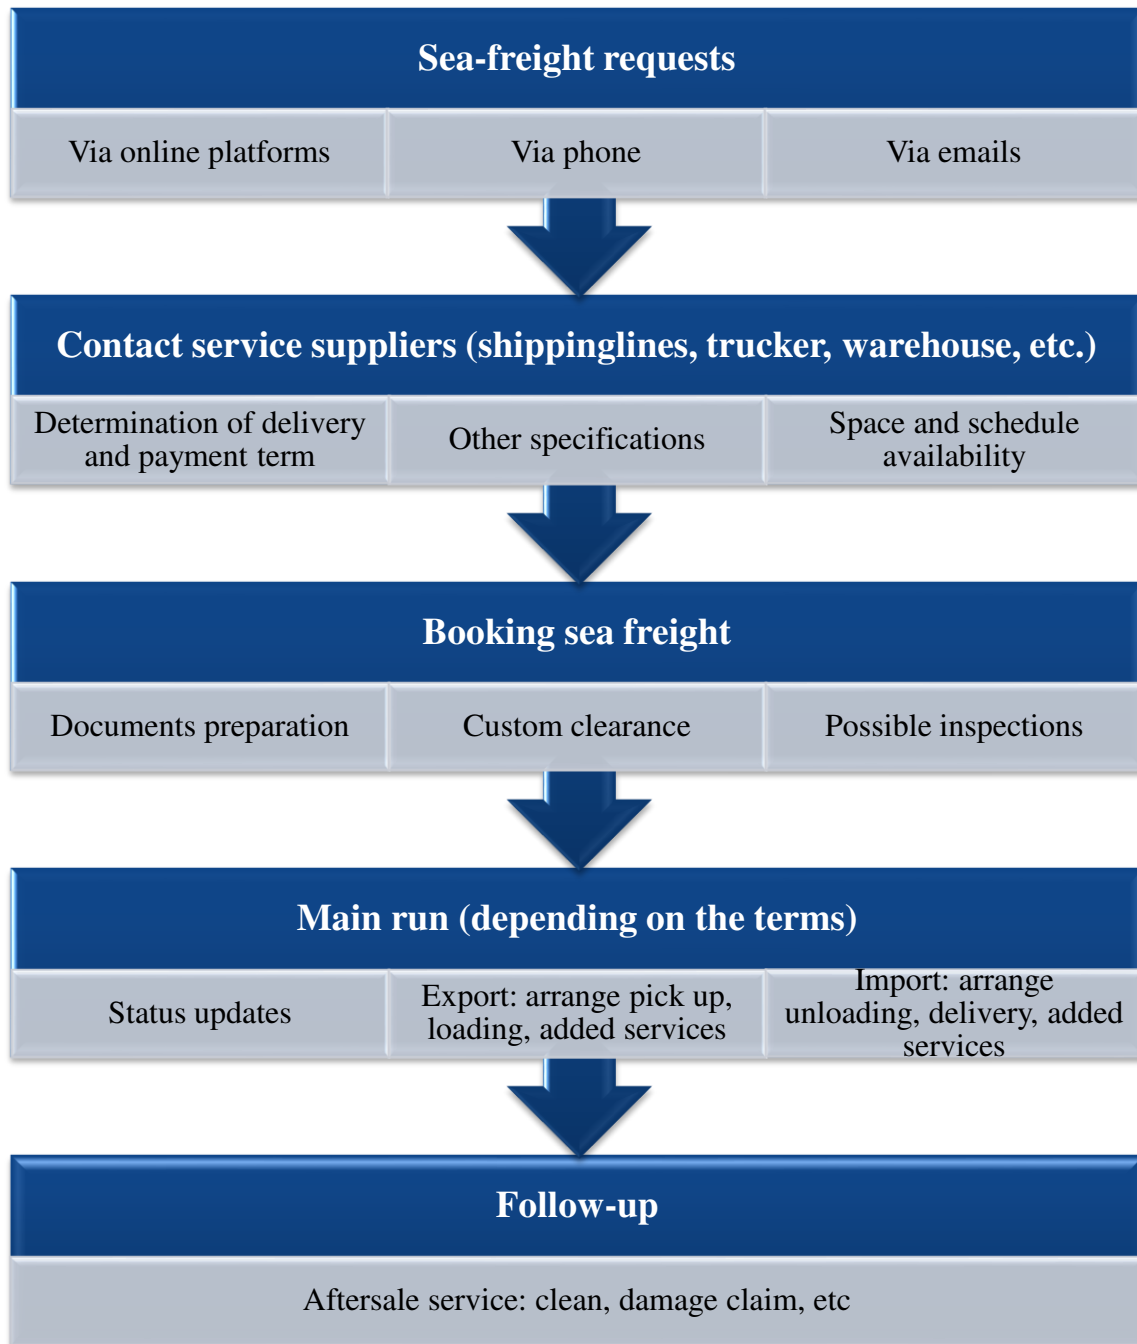 Sea-freight requests
Via online platforms
Via phone
Via emails
Contact service suppliers (shippinglines, trucker, warehouse, etc.)
Determination of delivery
and payment term
Other specifications
Space and schedule
availability
Booking sea freight
Documents preparation
Custom clearance
Possible inspections
Main run (depending on the terms)
Status updates
Export: arrange pick up,
loading, added services
Import: arrange
unloading, delivery, added
services
Follow-up
Aftersale service: clean, damage claim, etc